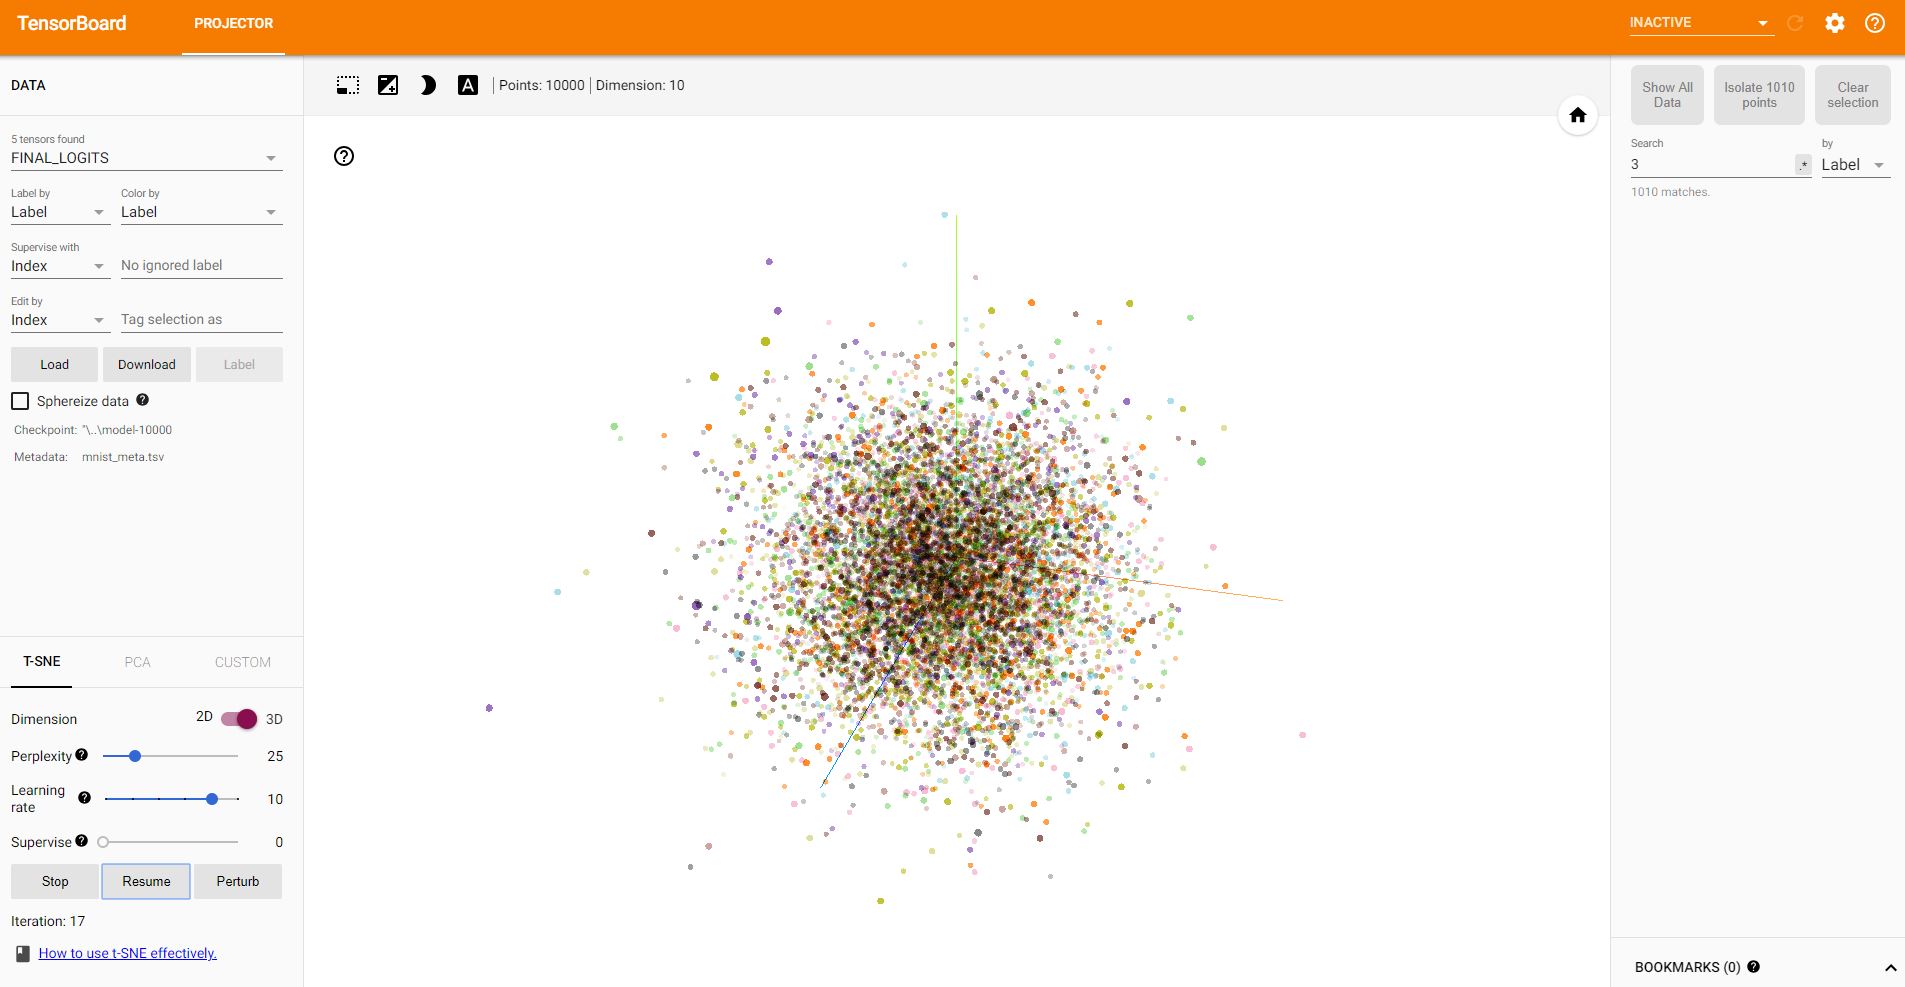 TensorBoard
PROJECTOR
INACTIVE
DATA
5 tensors found
FINAL_LOGITS
Label by
Color by
Label
Label
Supervise with
Index
No ignored label
Edit by
Index
Tag selection as
Load
Download
Label
Sphereize data
Checkpoint: "\..\model-10000
Metadata: mnist_meta.tsv
T-SNE
PCA
CUSTOM
Dimension
2D
3D
Perplexity
25
Learning rate
10
Supervise
0
Stop
Resume
Perturb
Iteration: 17
How to use t-SNE effectively.
A
Points: 10000
Dimension: 10
Show All Data
Isolate 1010 points
Clear selection
Search
by
3
.*
Label
1010 matches.
BOOKMARKS (0)